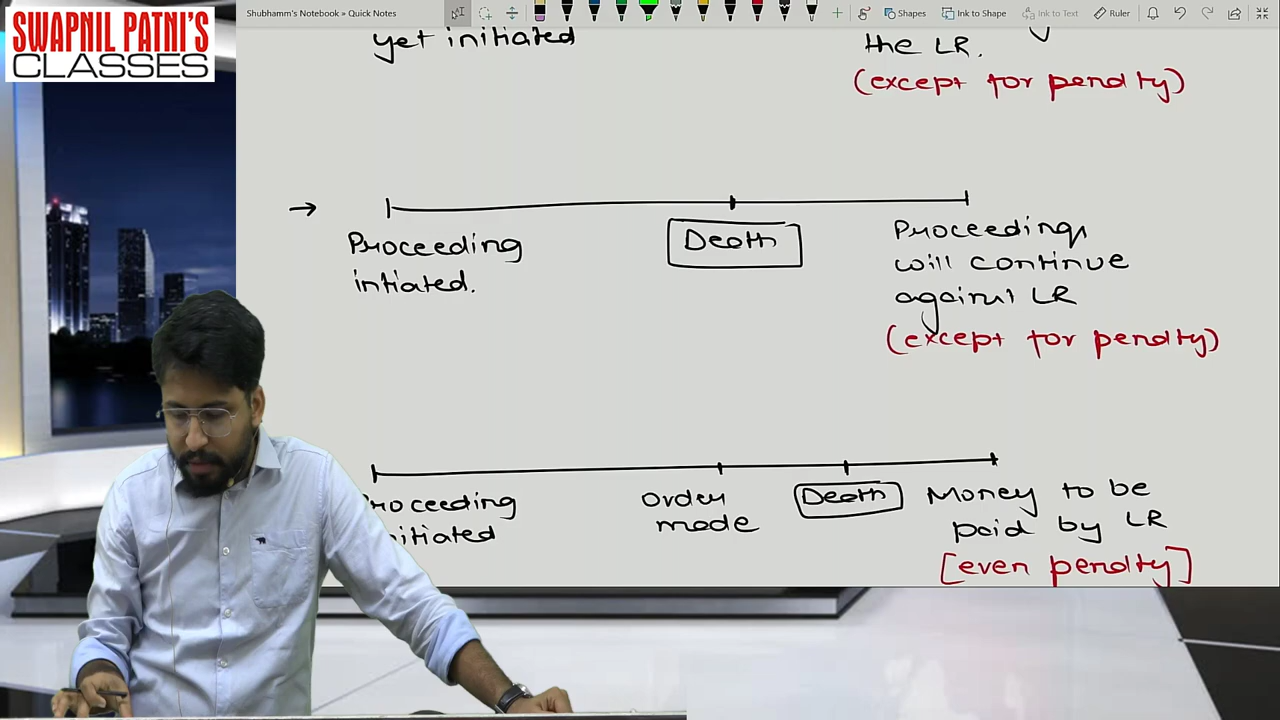 SWAPNIL PATNI'S
CLASSES
Shubhamm's Notebook » Quick Notes
Shapes
Ink to Shape
Ink to Text
Ruler
yet initiated
the LR.
(except for penalty)
→
Proceeding
intiated.
Death
Proceedings
will continue
against LR
(except for penalty)
Proceeding
initiated
order
made
Death
Money to be
paid by LR
[even penalty]